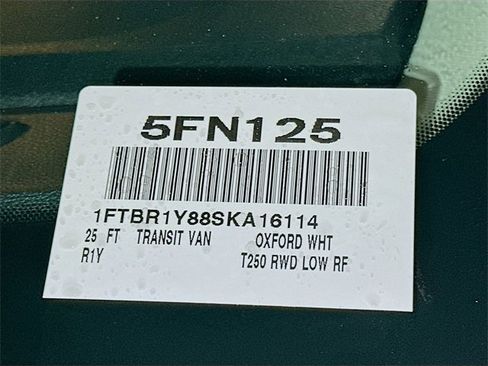 5FN125
1FTBR1Y88SKA16114
25 FT TRANSIT VAN OXFORD WHT
R1Y T250 RWD LOW RF